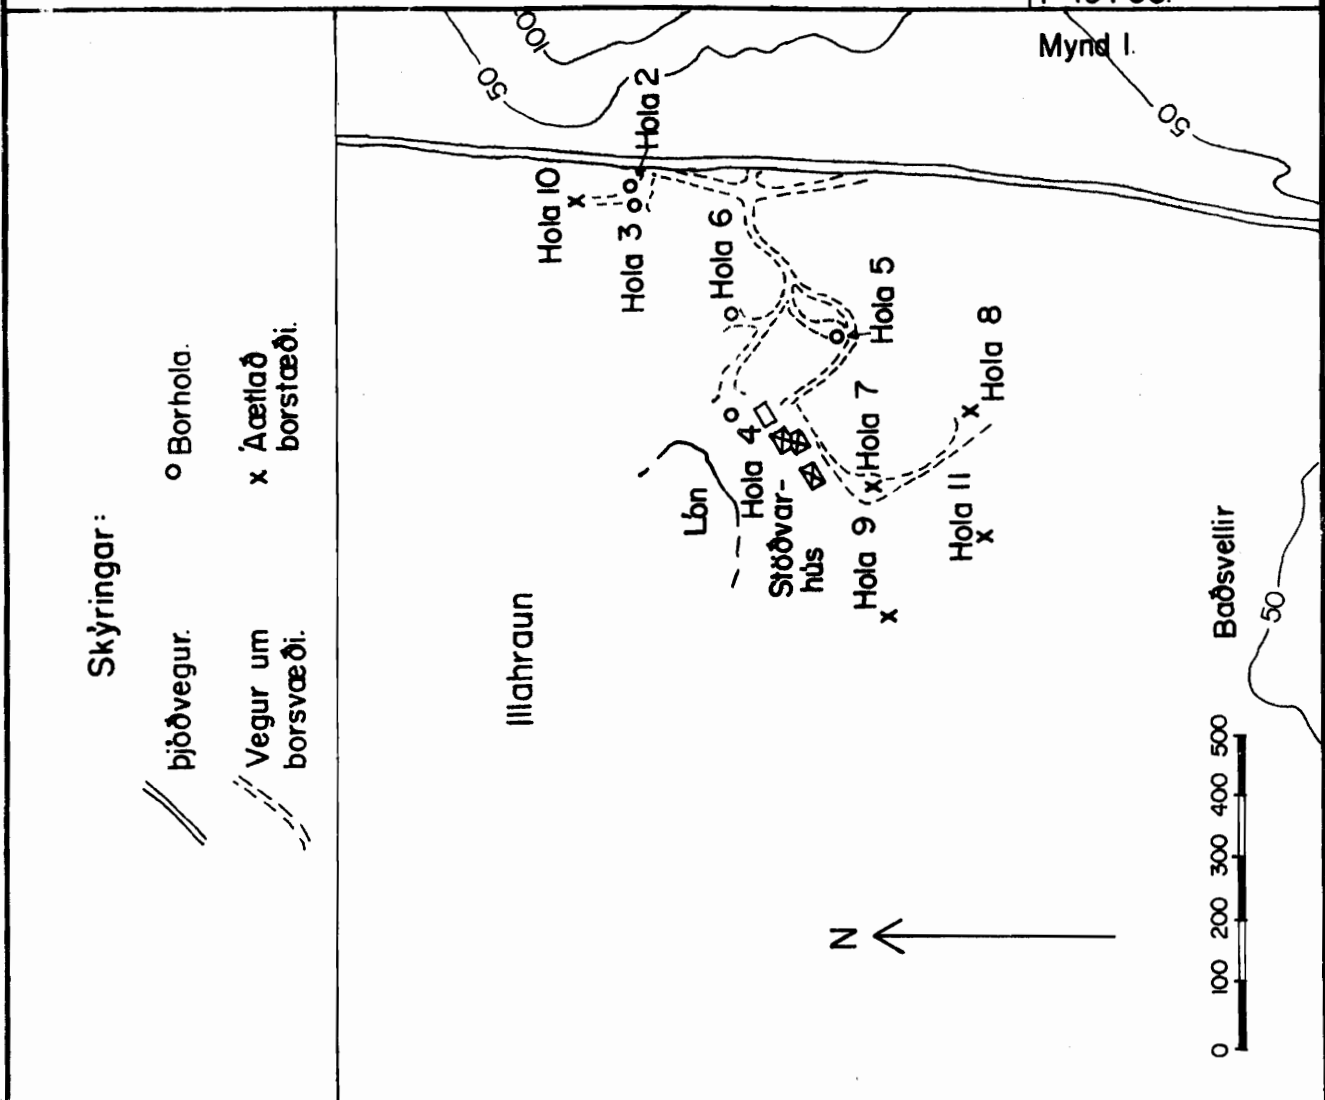 Mynd 1.
Skýringar:
Þjóðvegur.
Borhola.
Vegur um
borsvæði.
Áætlað
borstæði.
100
50
50
Hola 2
Hola 10
Hola 3
Hola 6
Hola 5
Hola 8
Hola 7
Hola 4
Lón
Stöðvar-
hús
Hola 9
Hola 11
Illahraun
Baðsvellir
50
N
0 100 200 300 400 500